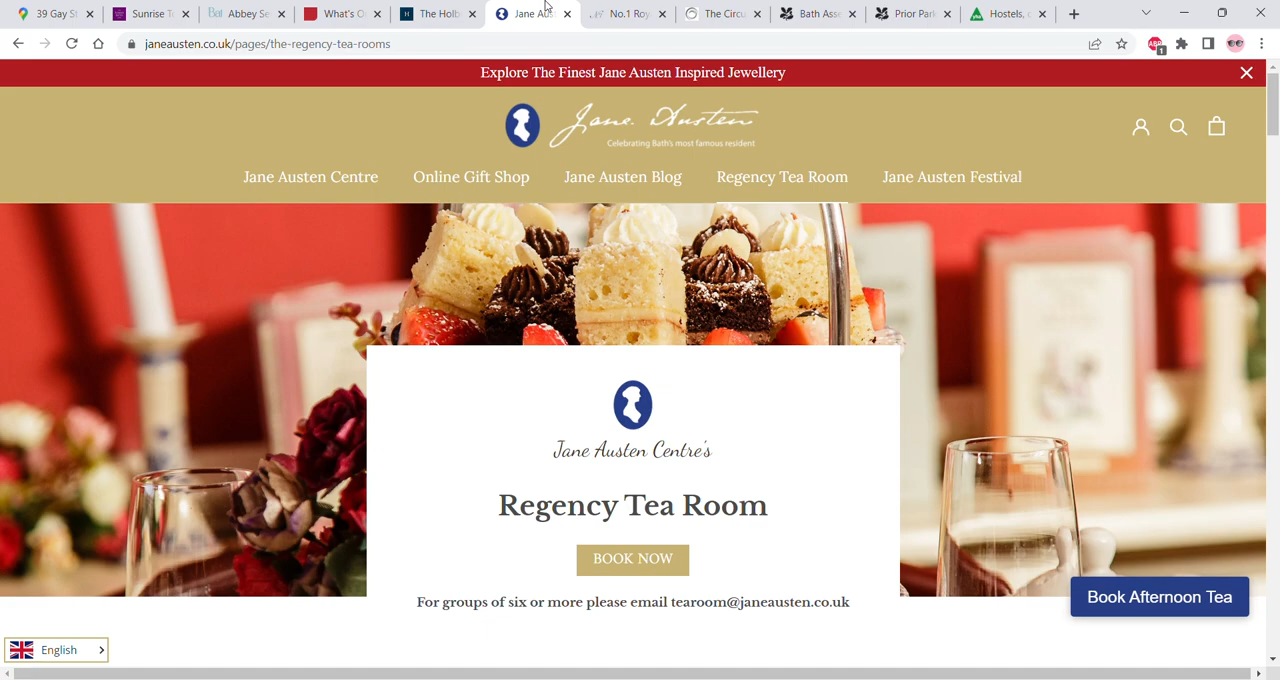 39 Gay St
Sunrise Te
Abbey Se
What's O
The Holb
Jane Aus
No.1 Roy
The Circu
Bath Asse
Prior Park
Hostels, c
janeausten.co.uk/pages/the-regency-tea-rooms
Explore The Finest Jane Austen Inspired Jewellery
Jane Austen
Celebrating Bath's most famous resident
Jane Austen Centre
Online Gift Shop
Jane Austen Blog
Regency Tea Room
Jane Austen Festival
Jane Austen Centre's
Regency Tea Room
BOOK NOW
For groups of six or more please email tearoom@janeausten.co.uk
Book Afternoon Tea
English